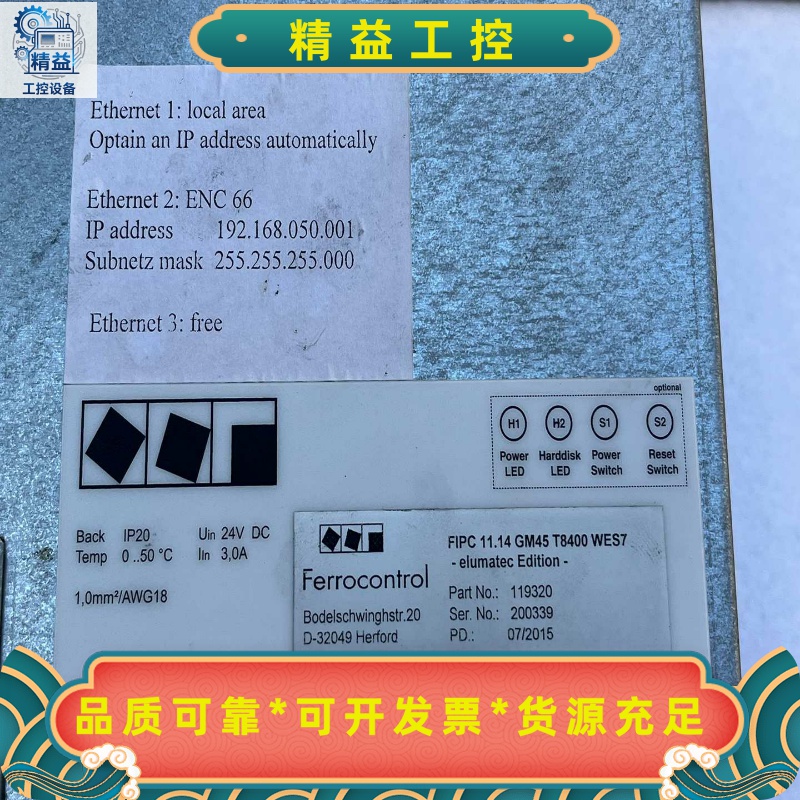 精益
工控设备
精益工控
Ethernet 1: local area
Optain an IP address automatically
Ethernet 2: ENC 66
IP address 192.168.050.001
Subnetz mask 255.255.255.000
Ethernet 3: free
optional
H1 H2 S1 S2
Power LED Harddisk LED Power Switch Reset Switch
Back IP20 Uin 24V DC
Temp 0..50 °C Iin 3,0A
1,0mm²/AWG18
Ferrocontrol
Bodelschwinghstr.20
D-32049 Herford
FIPC 11.14 GM45 T8400 WES7
- elumatec Edition -
Part No.: 119320
Ser. No.: 200339
P.D.: 07/2015
品质可靠*可开发票*货源充足